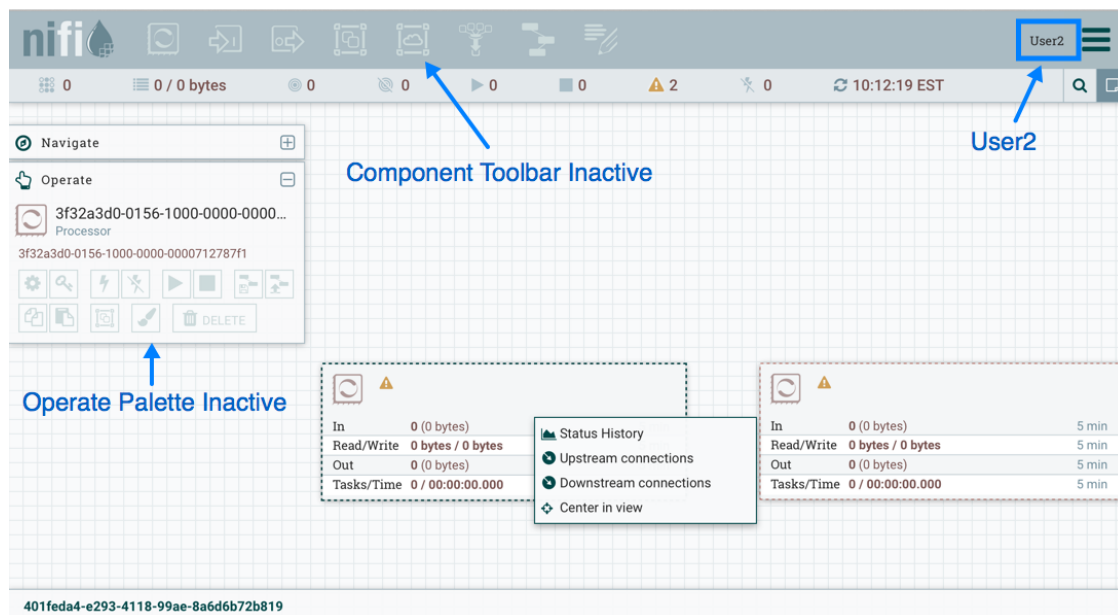 nifi
User2
0
0 / 0 bytes
0
0
0
0
2
0
10:12:19 EST
User2
Navigate
Component Toolbar Inactive
Operate
3f32a3d0-0156-1000-0000-0000...
Processor
3f32a3d0-0156-1000-0000-0000712787f1
DELETE
Operate Palette Inactive
In 0 (0 bytes)
Read/Write 0 bytes / 0 bytes
Out 0 (0 bytes)
Tasks/Time 0 / 00:00:00.000
Status History
Upstream connections
Downstream connections
Center in view
In 0 (0 bytes) 5 min
Read/Write 0 bytes / 0 bytes 5 min
Out 0 (0 bytes) 5 min
Tasks/Time 0 / 00:00:00.000 5 min
401feda4-e293-4118-99ae-8a6d6b72b819